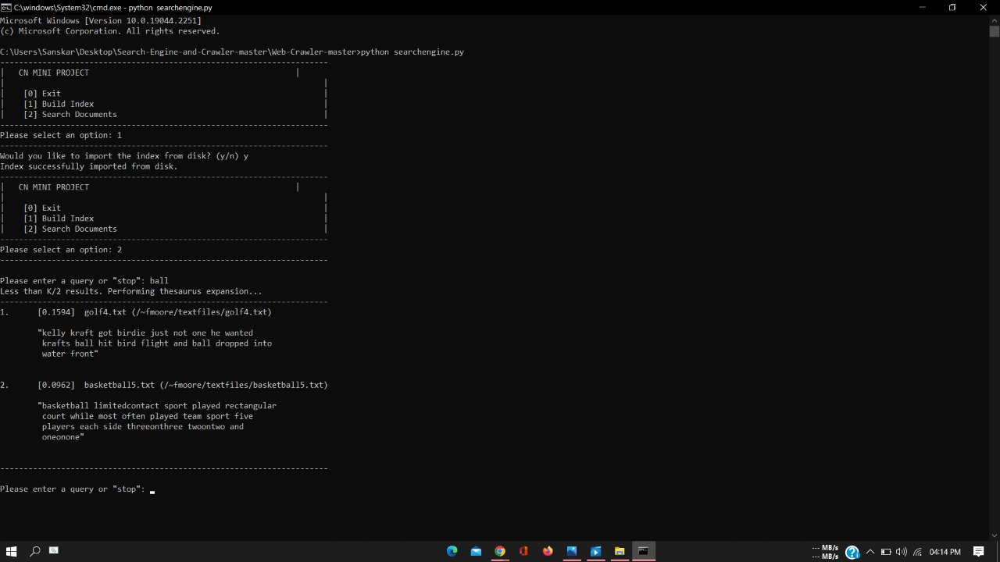 C:\windows\System32\cmd.exe - python  searchengine.py
Microsoft Windows [Version 10.0.19044.2251]
(c) Microsoft Corporation. All rights reserved.
C:\Users\Sanskar\Desktop\Search-Engine-and-Crawler-master\Web-Crawler-master>python searchengine.py
----------------------------------------------------------------------
|   CN MINI PROJECT                                            |
|                                                                    |
|    [0] Exit                                                        |
|    [1] Build Index                                                 |
|    [2] Search Documents                                            |
----------------------------------------------------------------------
Please select an option: 1
----------------------------------------------------------------------
Would you like to import the index from disk? (y/n) y
Index successfully imported from disk.
----------------------------------------------------------------------
|   CN MINI PROJECT                                            |
|                                                                    |
|    [0] Exit                                                        |
|    [1] Build Index                                                 |
|    [2] Search Documents                                            |
----------------------------------------------------------------------
Please select an option: 2
----------------------------------------------------------------------
Please enter a query or "stop": ball
Less than K/2 results. Performing thesaurus expansion...
----------------------------------------------------------------------
1.      [0.1594]  golf4.txt (/~fmoore/textfiles/golf4.txt)
"kelly kraft got birdie just not one he wanted
krafts ball hit bird flight and ball dropped into
water front"
2.      [0.0962]  basketball5.txt (/~fmoore/textfiles/basketball5.txt)
"basketball limitedcontact sport played rectangular
court while most often played team sport five
players each side threeonthree twoontwo and
oneonone"
----------------------------------------------------------------------
Please enter a query or "stop":
--- MB/s
--- MB/s
04:14 PM